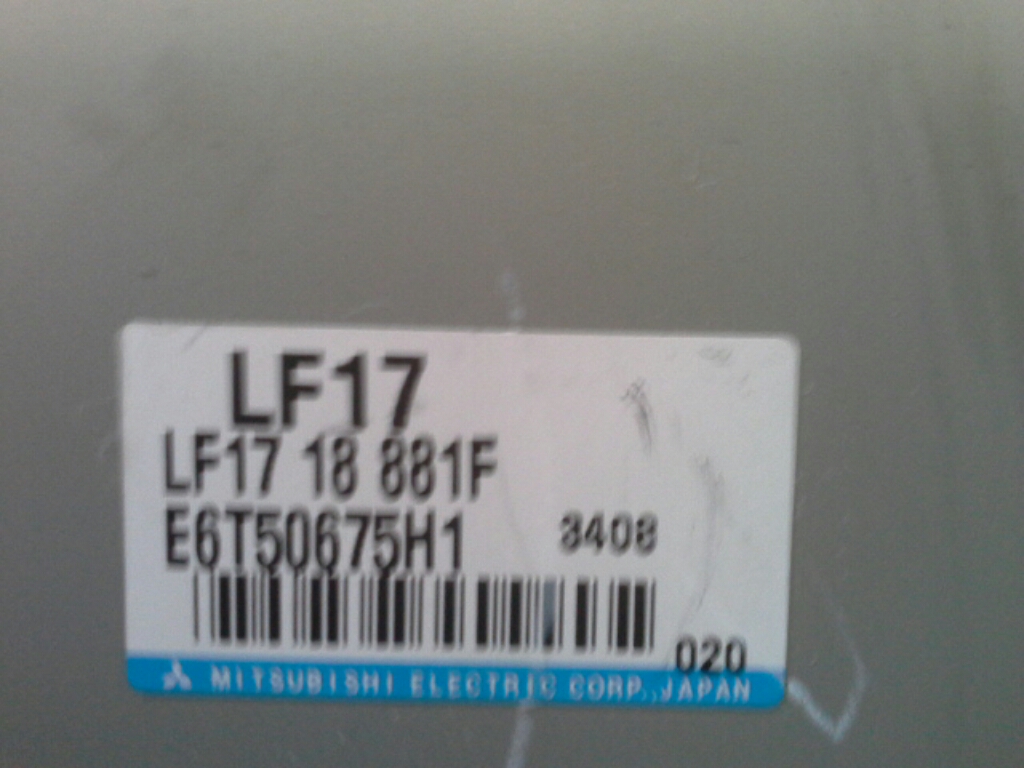 LF17
LF17 18 881F
E6T50675H1 3408
020
MITSUBISHI ELECTRIC CORP., JAPAN